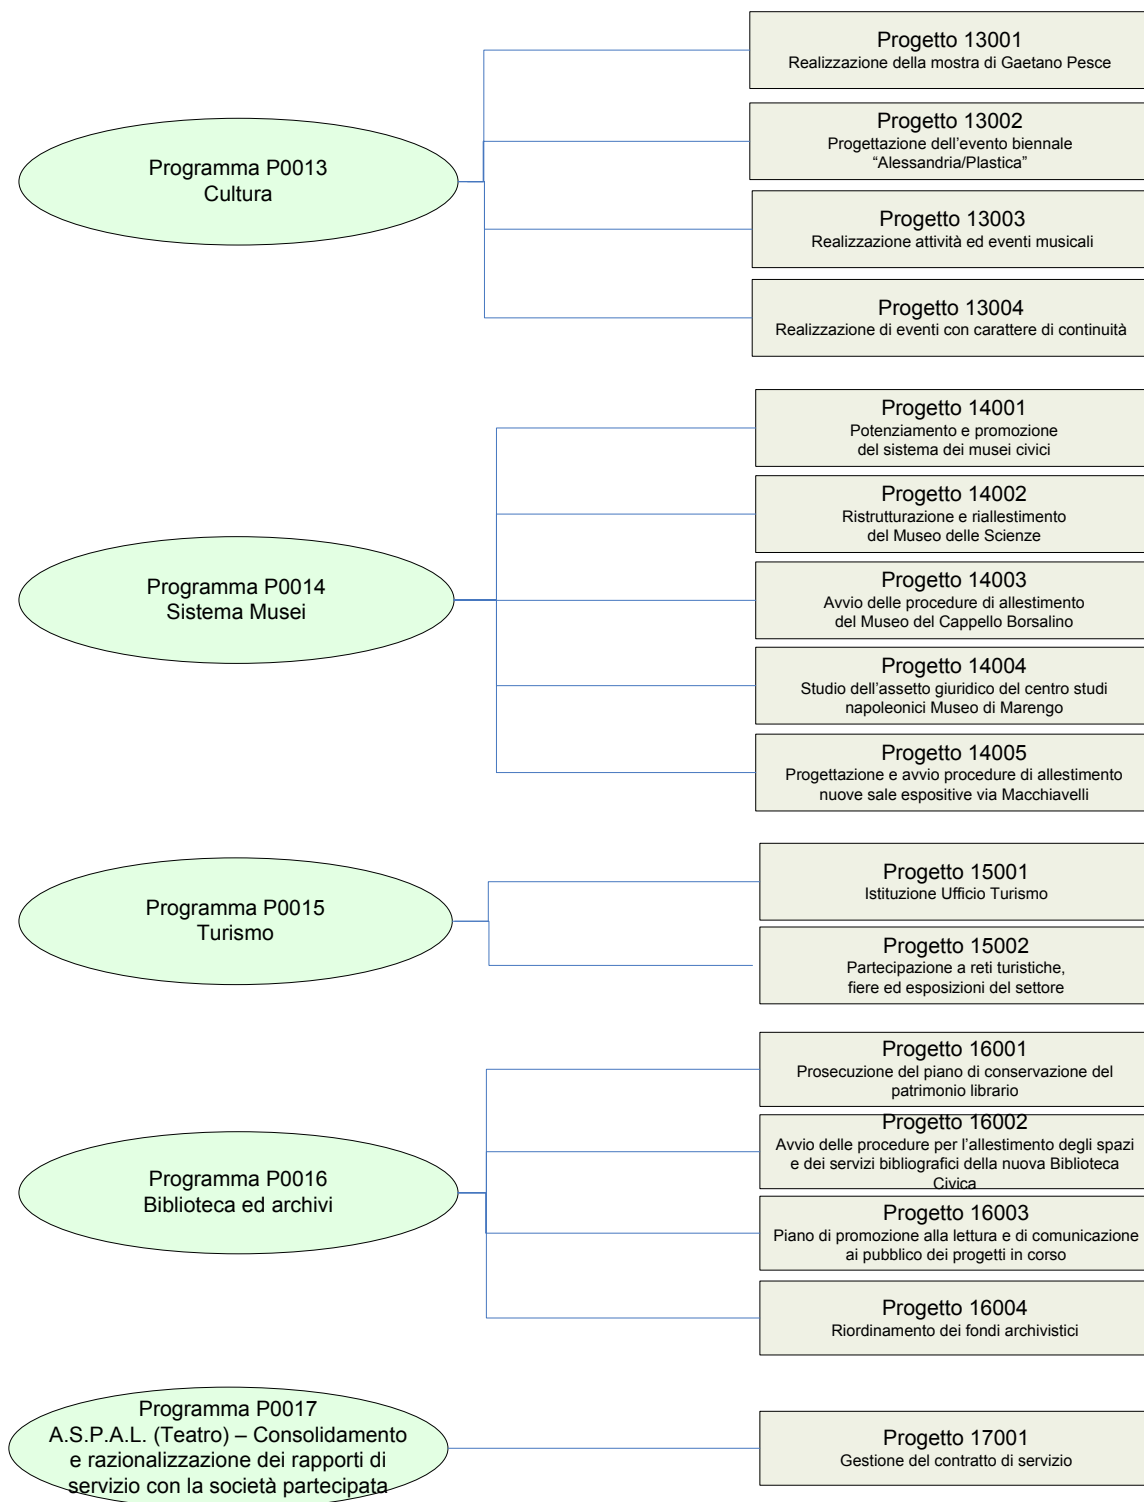 Programma P0013
Cultura
Progetto 13001
Realizzazione della mostra di Gaetano Pesce
Progetto 13002
Progettazione dell’evento biennale
“Alessandria/Plastica”
Progetto 13003
Realizzazione attività ed eventi musicali
Progetto 13004
Realizzazione di eventi con carattere di continuità
Programma P0014
Sistema Musei
Progetto 14001
Potenziamento e promozione
del sistema dei musei civici
Progetto 14002
Ristrutturazione e riallestimento
del Museo delle Scienze
Progetto 14003
Avvio delle procedure di allestimento
del Museo del Cappello Borsalino
Progetto 14004
Studio dell’assetto giuridico del centro studi
napoleonici Museo di Marengo
Progetto 14005
Progettazione e avvio procedure di allestimento
nuove sale espositive via Macchiavelli
Programma P0015
Turismo
Progetto 15001
Istituzione Ufficio Turismo
Progetto 15002
Partecipazione a reti turistiche,
fiere ed esposizioni del settore
Programma P0016
Biblioteca ed archivi
Progetto 16001
Prosecuzione del piano di conservazione del
patrimonio librario
Progetto 16002
Avvio delle procedure per l’allestimento degli spazi
e dei servizi bibliografici della nuova Biblioteca
Civica
Progetto 16003
Piano di promozione alla lettura e di comunicazione
ai pubblico dei progetti in corso
Progetto 16004
Riordinamento dei fondi archivistici
Programma P0017
A.S.P.A.L. (Teatro) – Consolidamento
e razionalizzazione dei rapporti di
servizio con la società partecipata
Progetto 17001
Gestione del contratto di servizio